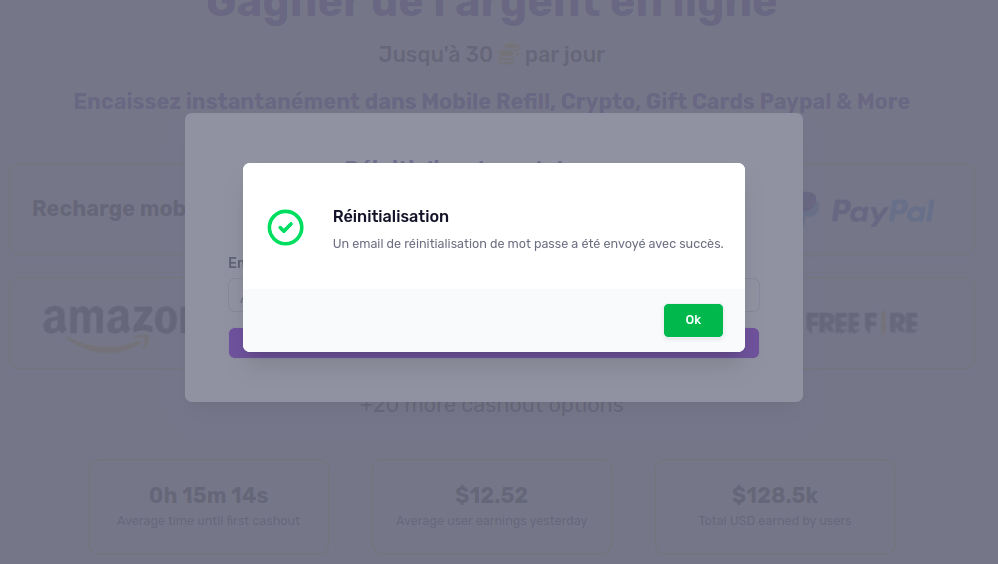 Gagner de l'argent en ligne
Jusqu'à 30 par jour
Encaissez instantanément dans Mobile Refill, Crypto, Gift Cards Paypal & More
Recharge mob
PayPal
Réinitialisation
Un email de réinitialisation de mot passe a été envoyé avec succès.
Em
amazon
FREE FIRE
Ok
+20 more cashout options
0h 15m 14s
Average time until first cashout
$12.52
Average user earnings yesterday
$128.5k
Total USD earned by users